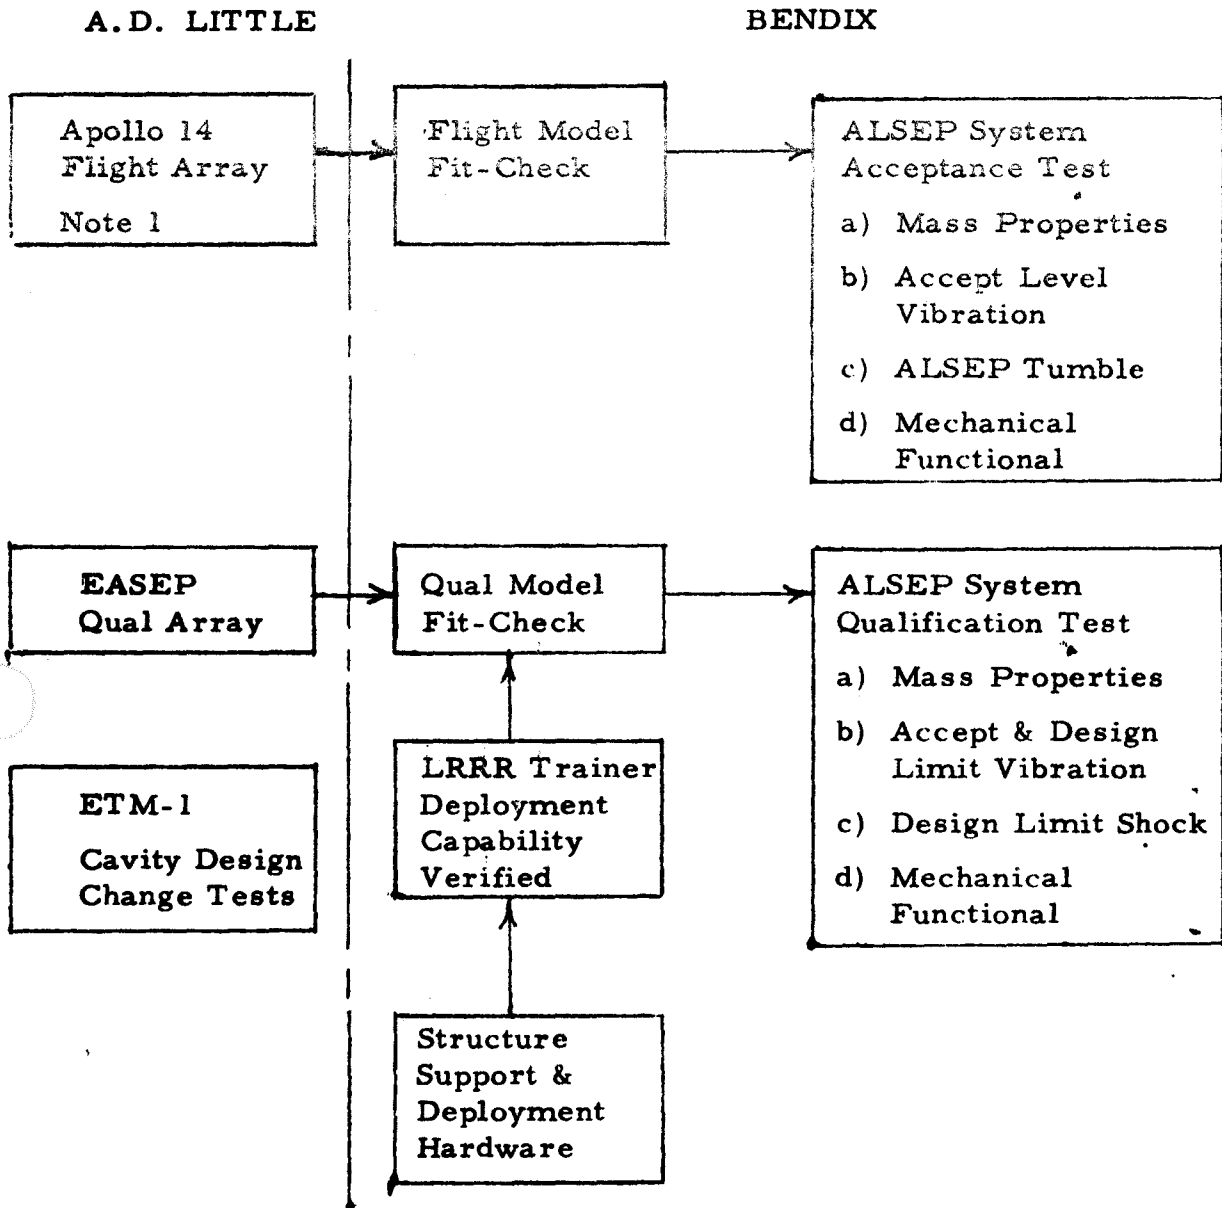 A.D. LITTLE
BENDIX
Apollo 14
Flight Array
Note 1
Flight Model
Fit-Check
ALSEP System
Acceptance Test
a) Mass Properties
b) Accept Level
Vibration
c) ALSEP Tumble
d) Mechanical
Functional
EASEP
Qual Array
Qual Model
Fit-Check
ALSEP System
Qualification Test
a) Mass Properties
b) Accept & Design
Limit Vibration
c) Design Limit Shock
d) Mechanical
Functional
ETM-1
Cavity Design
Change Tests
LRRR Trainer
Deployment
Capability
Verified
Structure
Support &
Deployment
Hardware